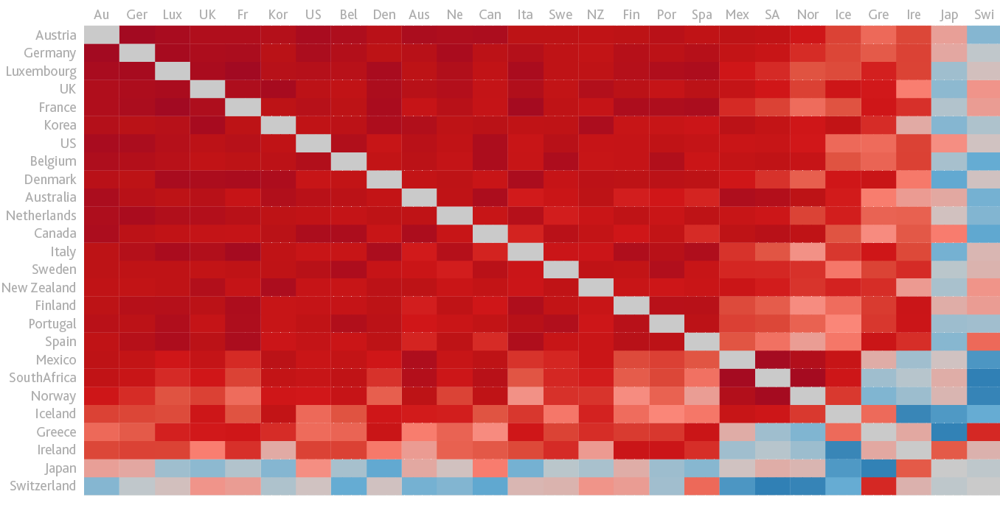 Au Ger Lux UK Fr Kor US Bel Den Aus Ne Can Ita Swe NZ Fin Por Spa Mex SA Nor Ice Gre Ire Jap Swi
Austria
Germany
Luxembourg
UK
France
Korea
US
Belgium
Denmark
Australia
Netherlands
Canada
Italy
Sweden
New Zealand
Finland
Portugal
Spain
Mexico
SouthAfrica
Norway
Iceland
Greece
Ireland
Japan
Switzerland